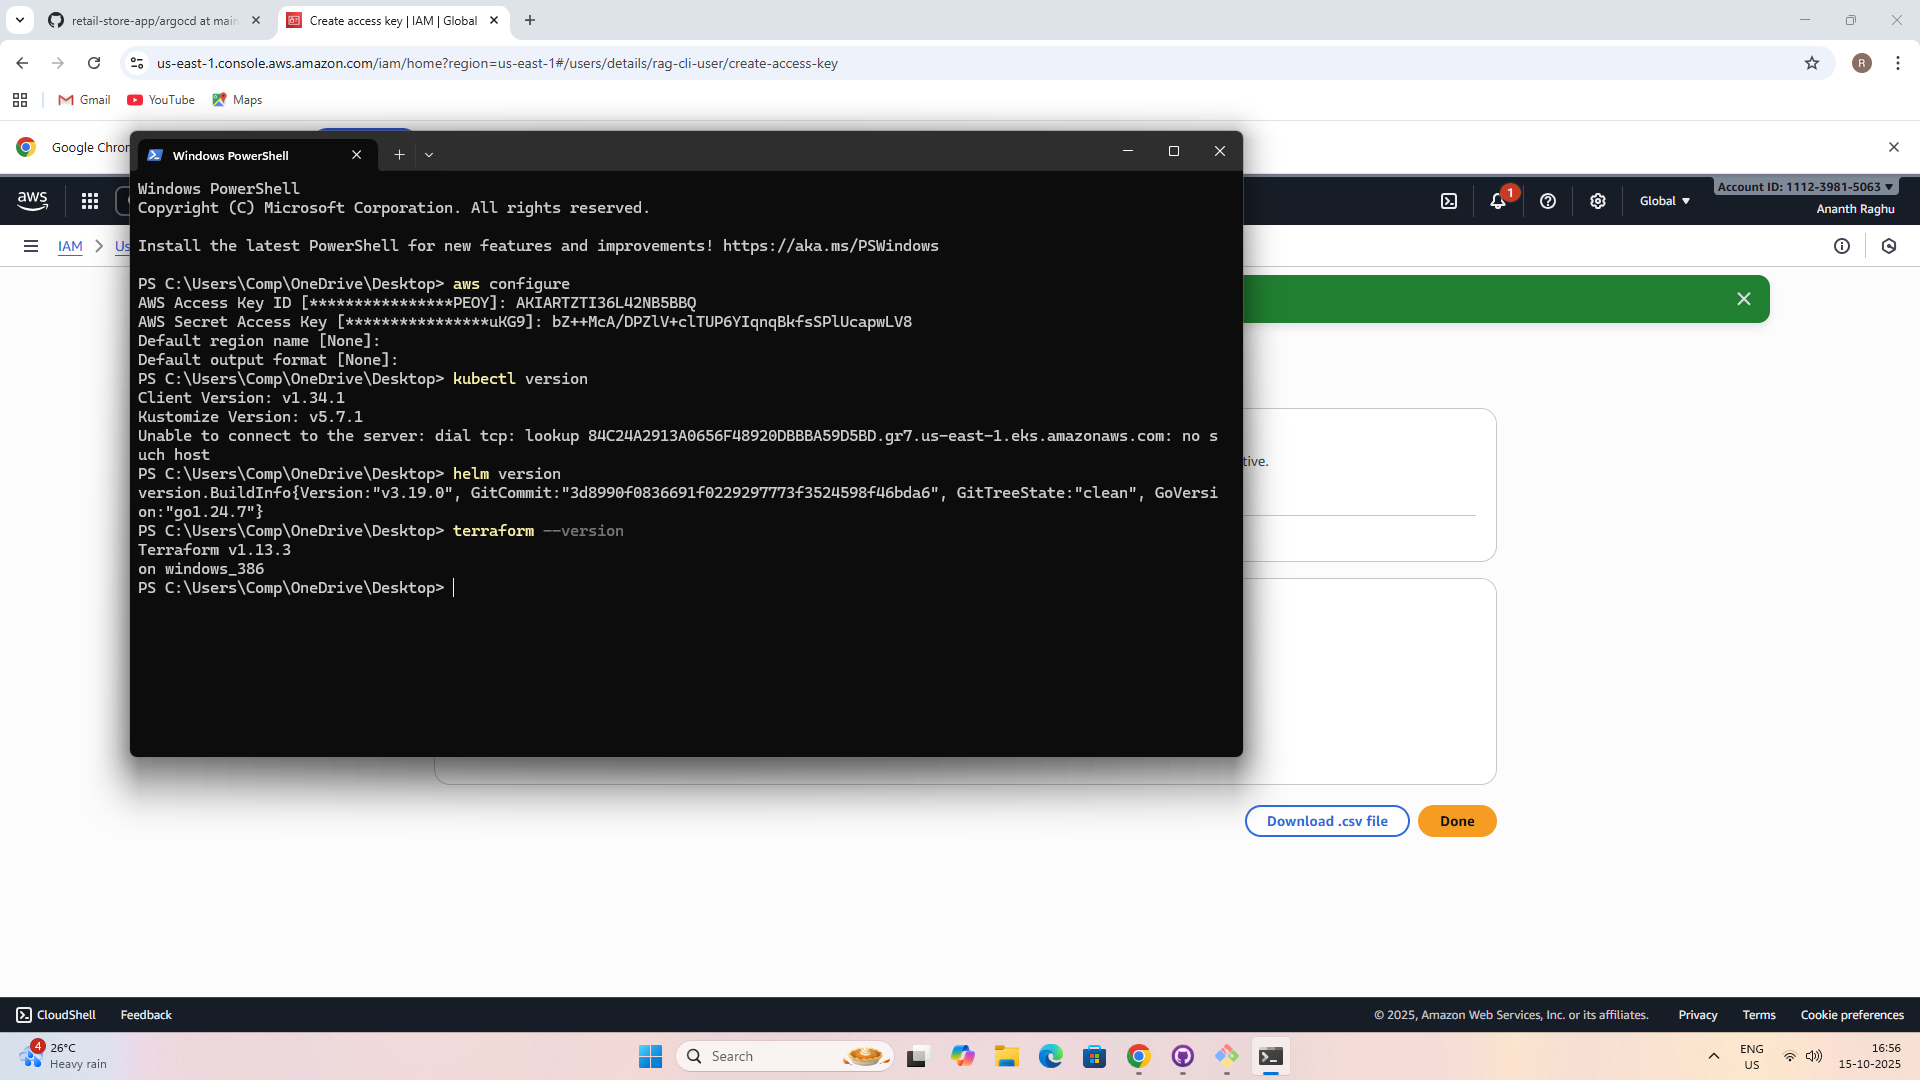 retail-store-app/argocd at main
Create access key | IAM | Global
us-east-1.console.aws.amazon.com/iam/home?region=us-east-1#/users/details/rag-cli-user/create-access-key
R
Gmail
YouTube
Maps
Google Chron
Windows PowerShell
aws
1
Global
Account ID: 1112-3981-5063
Ananth Raghu
IAM
Us
Windows PowerShell
Copyright (C) Microsoft Corporation. All rights reserved.
Install the latest PowerShell for new features and improvements! https://aka.ms/PSWindows
PS C:\Users\Comp\OneDrive\Desktop> aws configure
AWS Access Key ID [****************PEOY]: AKIARTZTI36L42NB5BBQ
AWS Secret Access Key [****************uKG9]: 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
Default region name [None]:
Default output format [None]:
PS C:\Users\Comp\OneDrive\Desktop> kubectl version
Client Version: v1.34.1
Kustomize Version: v5.7.1
Unable to connect to the server: dial tcp: lookup 84C24A2913A0656F48920DBBBA59D5BD.gr7.us-east-1.eks.amazonaws.com: no s
uch host
PS C:\Users\Comp\OneDrive\Desktop> helm version
version.BuildInfo{Version:"v3.19.0", GitCommit:"3d8990f0836691f0229297773f3524598f46bda6", GitTreeState:"clean", GoVersi
on:"go1.24.7"}
PS C:\Users\Comp\OneDrive\Desktop> terraform --version
Terraform v1.13.3
on windows_386
PS C:\Users\Comp\OneDrive\Desktop>
tive.
Download .csv file
Done
CloudShell
Feedback
© 2025, Amazon Web Services, Inc. or its affiliates.
Privacy
Terms
Cookie preferences
4
26°C
Heavy rain
Search
ENG
US
16:56
15-10-2025